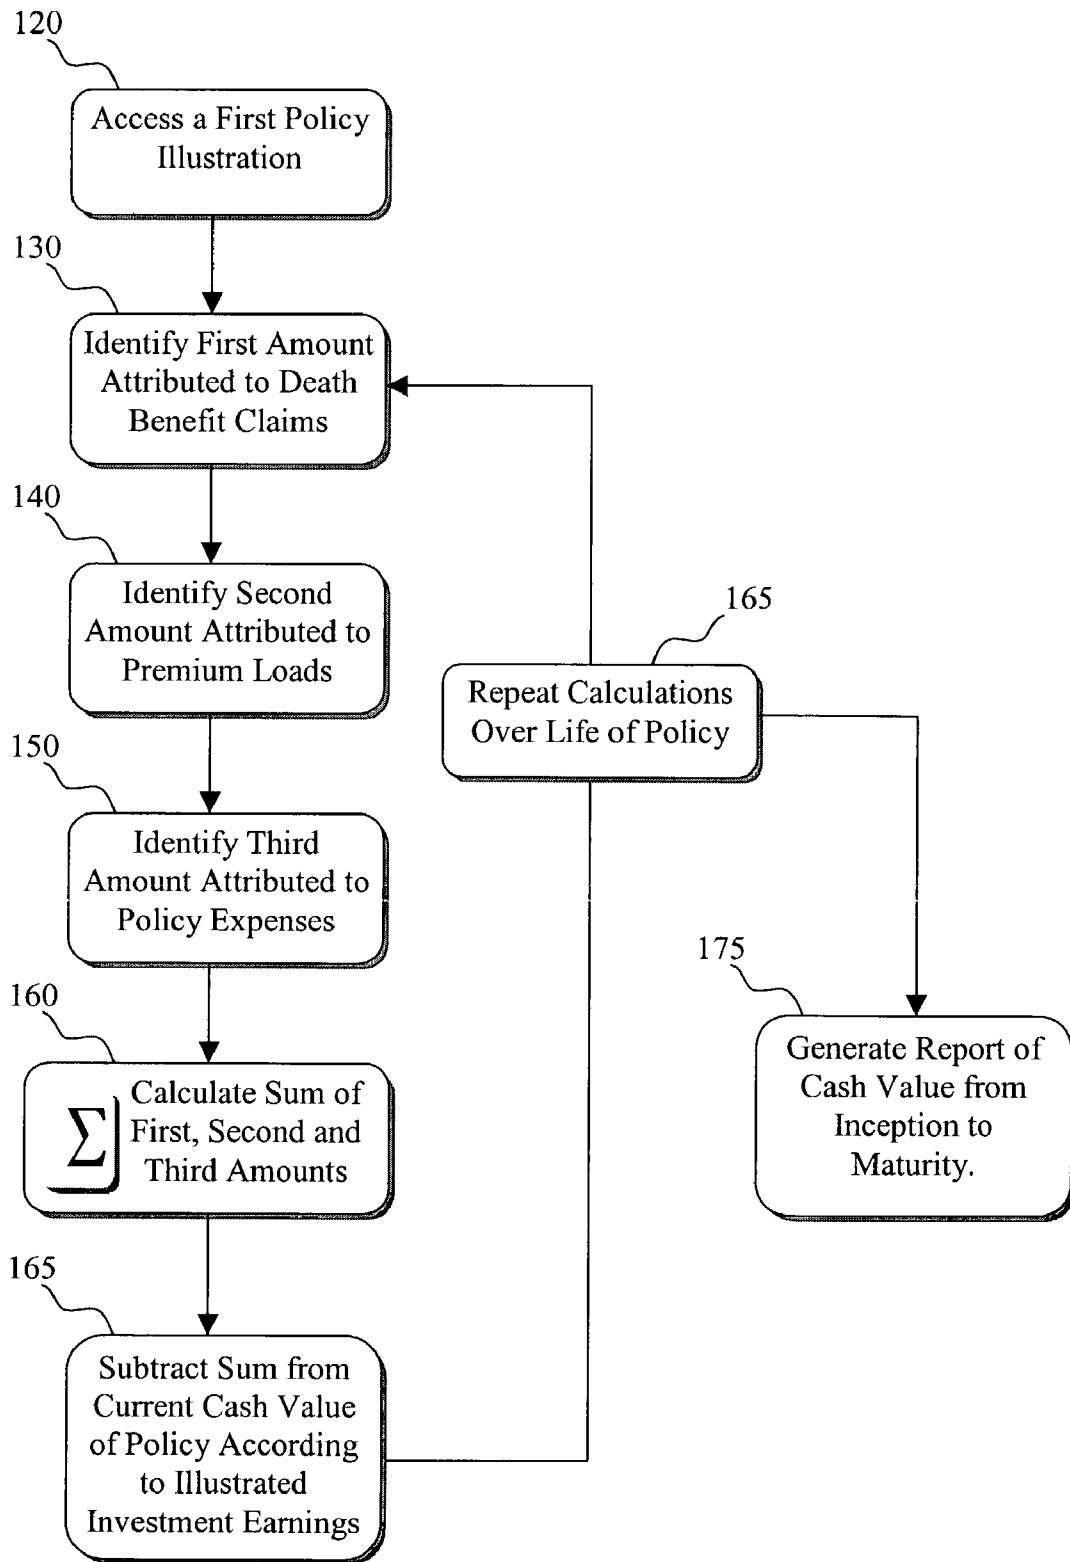 120
Access a First Policy
Illustration
130
Identify First Amount
Attributed to Death
Benefit Claims
140
Identify Second
Amount Attributed to
Premium Loads
150
Identify Third
Amount Attributed to
Policy Expenses
160
Σ
Calculate Sum of
First, Second and
Third Amounts
165
Subtract Sum from
Current Cash Value
of Policy According
to Illustrated
Investment Earnings
165
Repeat Calculations
Over Life of Policy
175
Generate Report of
Cash Value from
Inception to
Maturity.